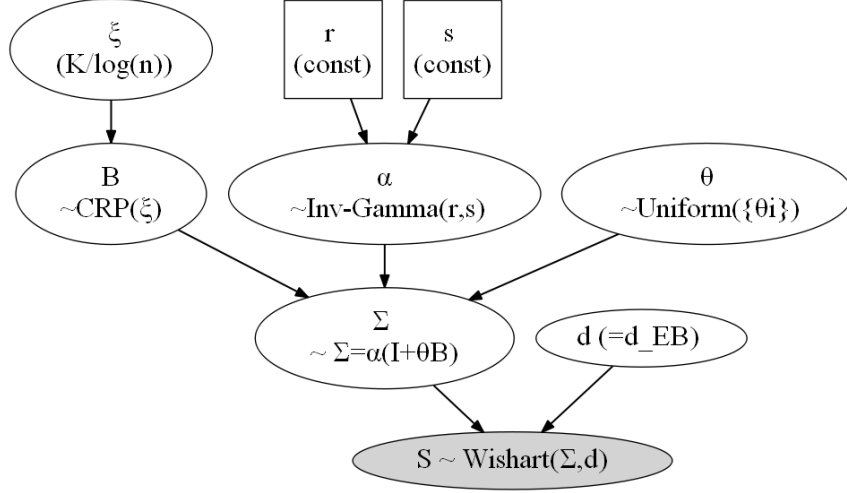 ξ
(K/log(n))
r
(const)
s
(const)
B
~CRP(ξ)
α
~Inv-Gamma(r,s)
θ
~Uniform({θi})
Σ
~ Σ=α(I+θB)
d (=d_EB)
S ~ Wishart(Σ,d)